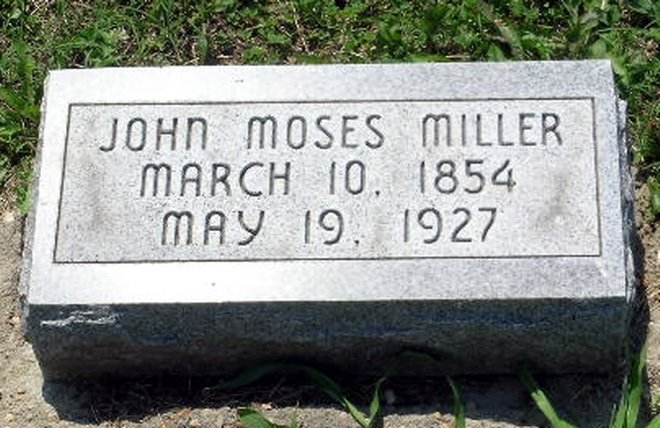 JOHN MOSES MILLER
MARCH 10, 1854
MAY 19, 1927